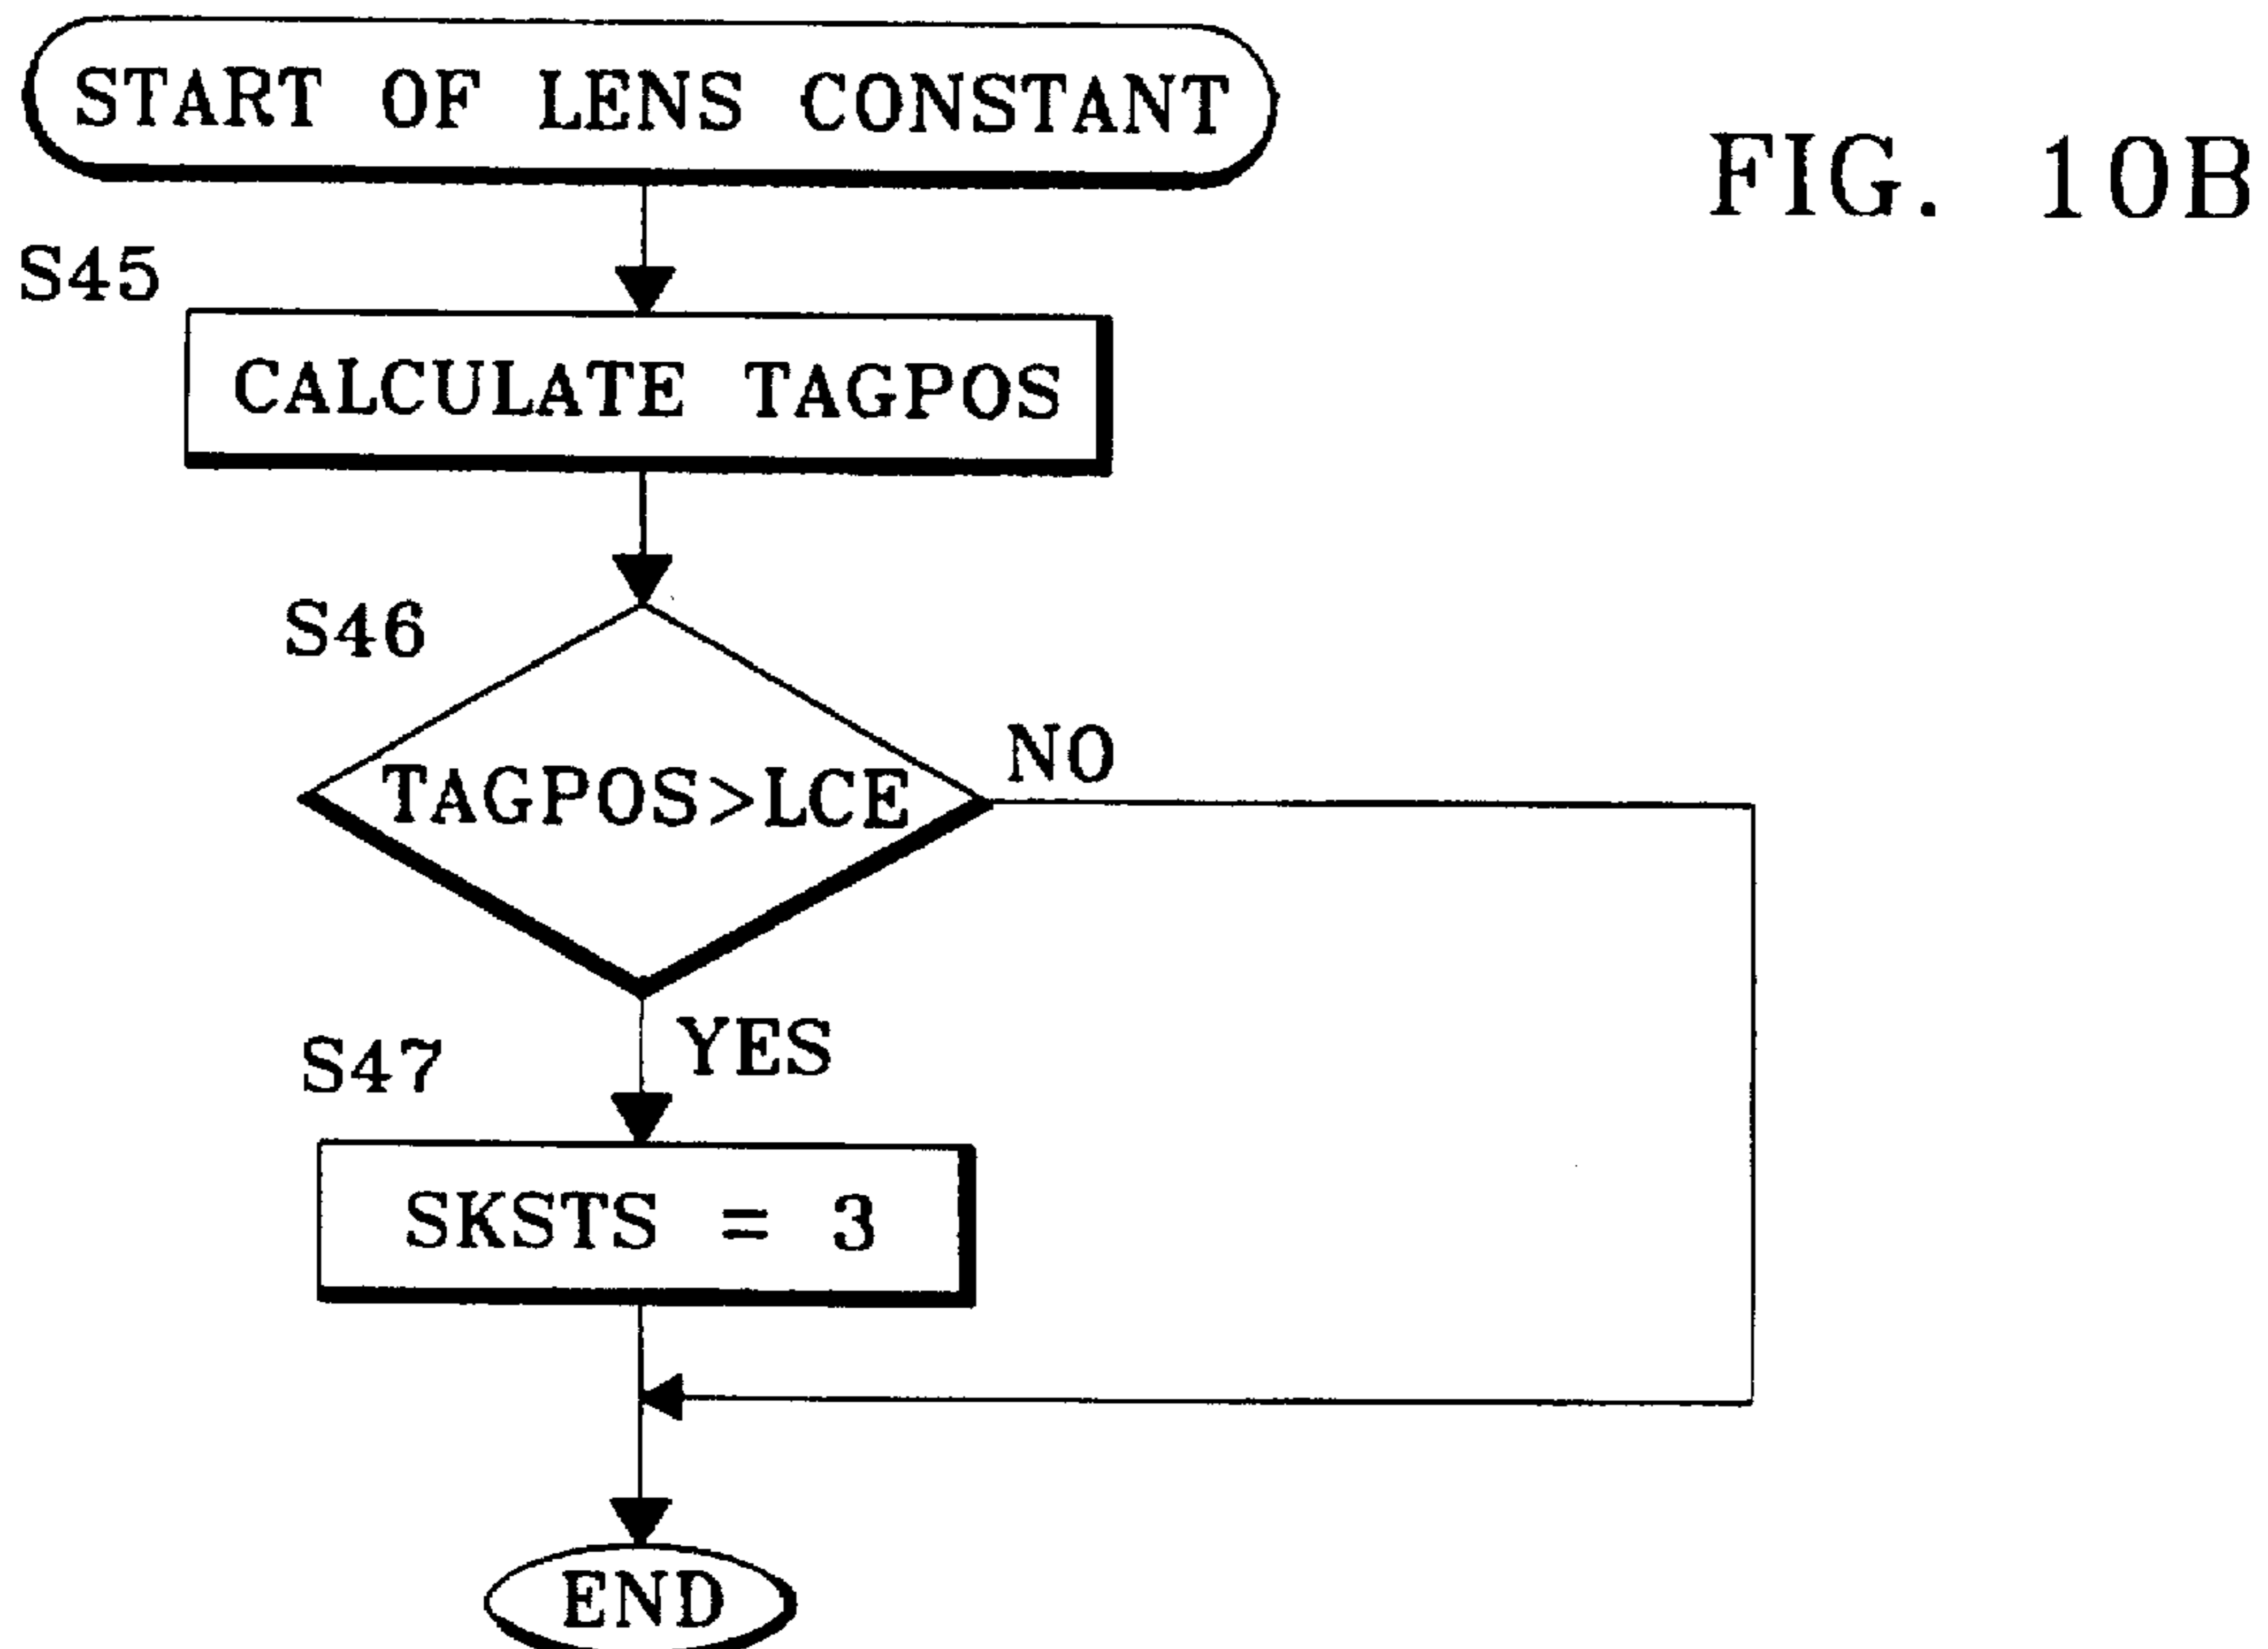 START OF LENS CONSTANT
FIG. 10B
S45
CALCULATE TAGPOS
S46
TAGPOS>LCE
NO
YES
S47
SKSTS = 3
END